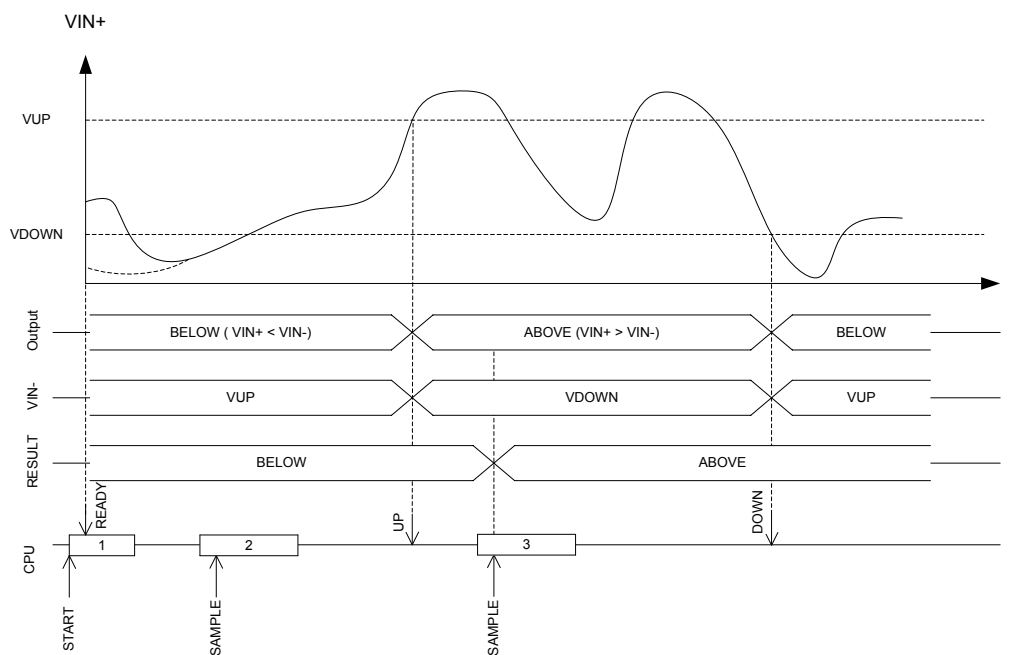 VIN+
VUP
VDOWN
Output
BELOW ( VIN+ < VIN-)
ABOVE (VIN+ > VIN-)
BELOW
VIN-
VUP
VDOWN
VUP
RESULT
BELOW
ABOVE
READY
UP
DOWN
CPU
1
2
3
START
SAMPLE
SAMPLE